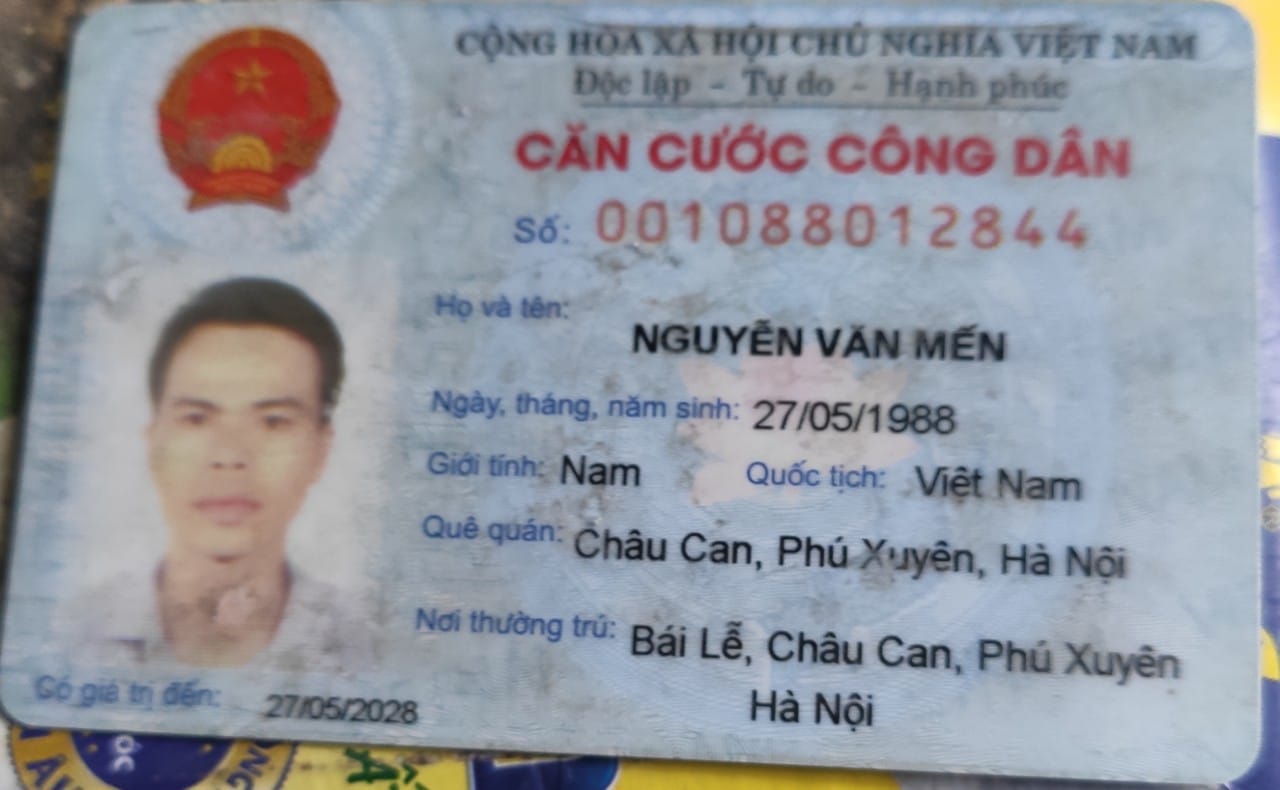 CỘNG HÒA XÃ HỘI CHỦ NGHĨA VIỆT NAM
Độc lập - Tự do - Hạnh phúc
CĂN CƯỚC CÔNG DÂN
Số: 001088012844
Họ và tên:
NGUYỄN VĂN MẾN
Ngày, tháng, năm sinh: 27/05/1988
Giới tính: Nam Quốc tịch: Việt Nam
Quê quán: Châu Can, Phú Xuyên, Hà Nội
Nơi thường trú: Bái Lễ, Châu Can, Phú Xuyên
Hà Nội
Có giá trị đến: 27/05/2028